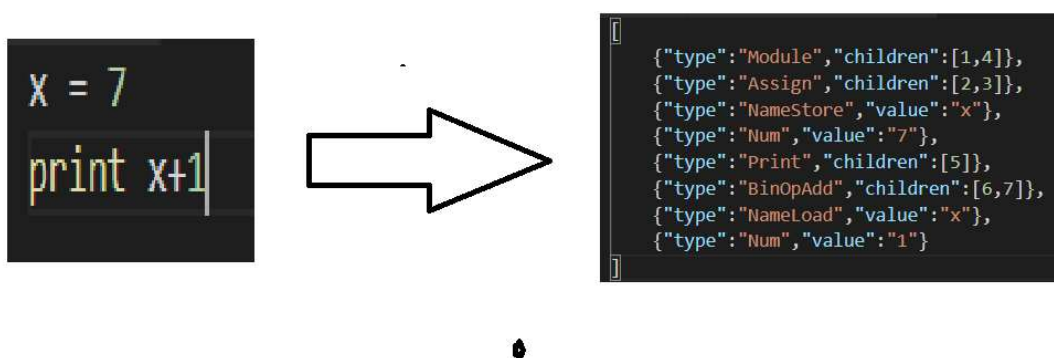 x = 7
print x+1
[
{"type":"Module","children":[1,4]},
{"type":"Assign","children":[2,3]},
{"type":"NameStore","value":"x"},
{"type":"Num","value":"7"},
{"type":"Print","children":[5]},
{"type":"BinOpAdd","children":[6,7]},
{"type":"NameLoad","value":"x"},
{"type":"Num","value":"1"}
]